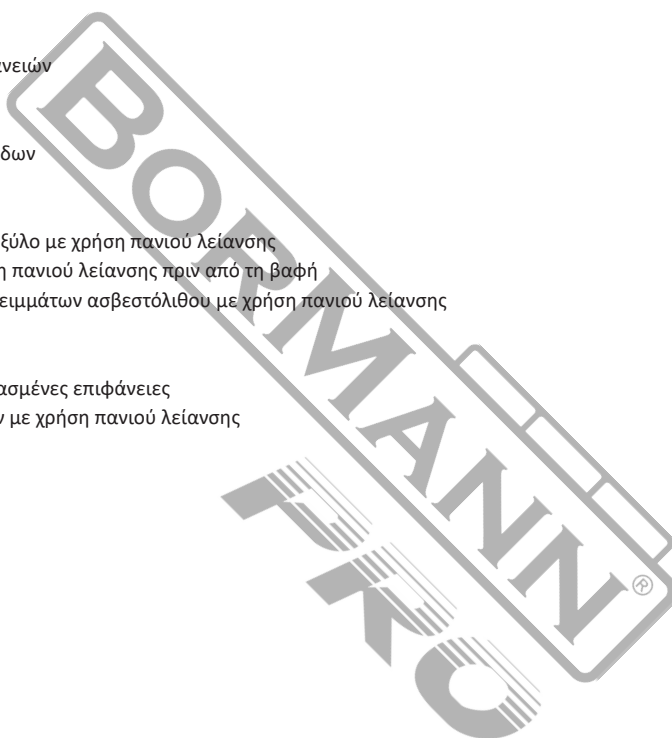 νειών
δων
ξύλο με χρήση πανιού λείανσης
η πανιού λείανσης πριν από τη βαφή
ειμμάτων ασβεστόλιθου με χρήση πανιού λείανσης
ασμένες επιφάνειες
ν με χρήση πανιού λείανσης
BORMANN®
PRO